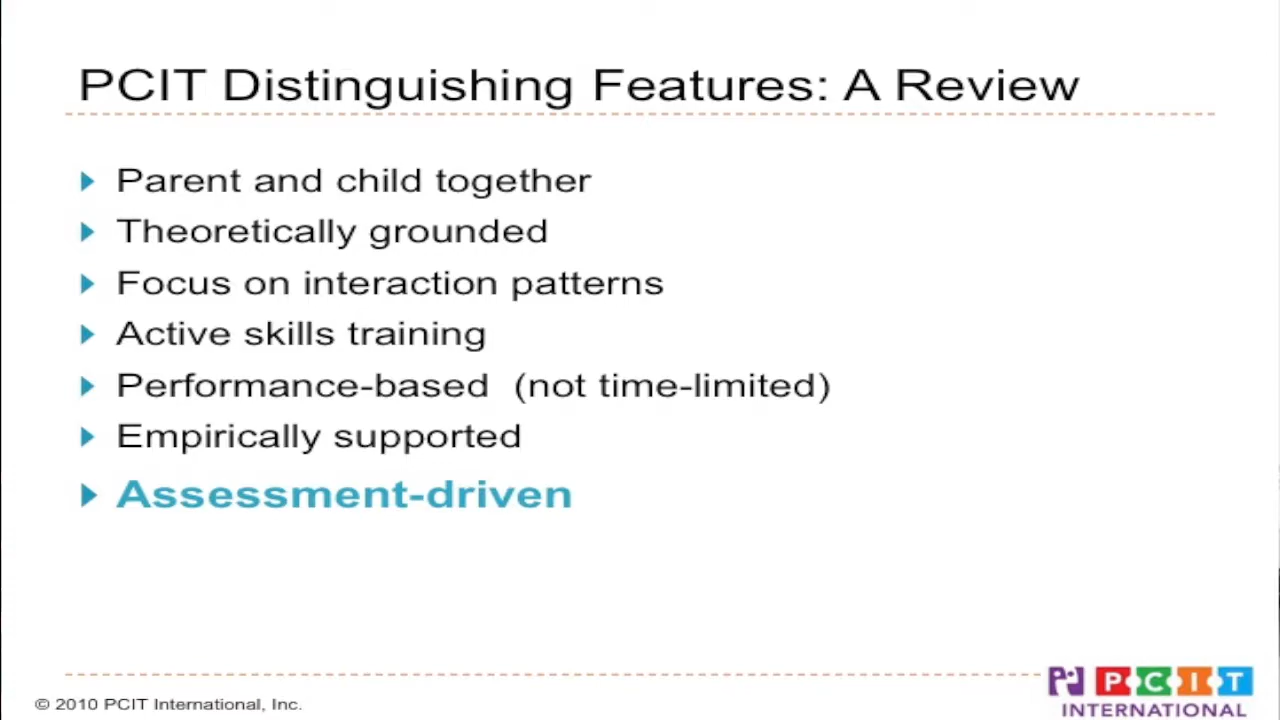 PCIT Distinguishing Features: A Review
Parent and child together
Theoretically grounded
Focus on interaction patterns
Active skills training
Performance-based (not time-limited)
Empirically supported
Assessment-driven
© 2010 PCIT International, Inc.
PCIT
INTERNATIONAL